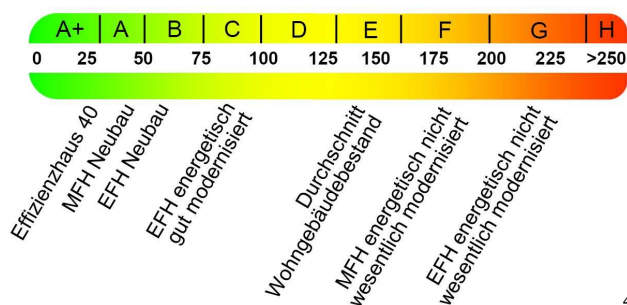 A+ A B C D E F G H
0 25 50 75 100 125 150 175 200 225 >250
Effizienzhaus 40
MFH Neubau
EFH Neubau
EFH energetisch
gut modernisiert
Durchschnitt
Wohngebäudebestand
MFH energetisch nicht
wesentlich modernisiert
EFH energetisch nicht
wesentlich modernisiert